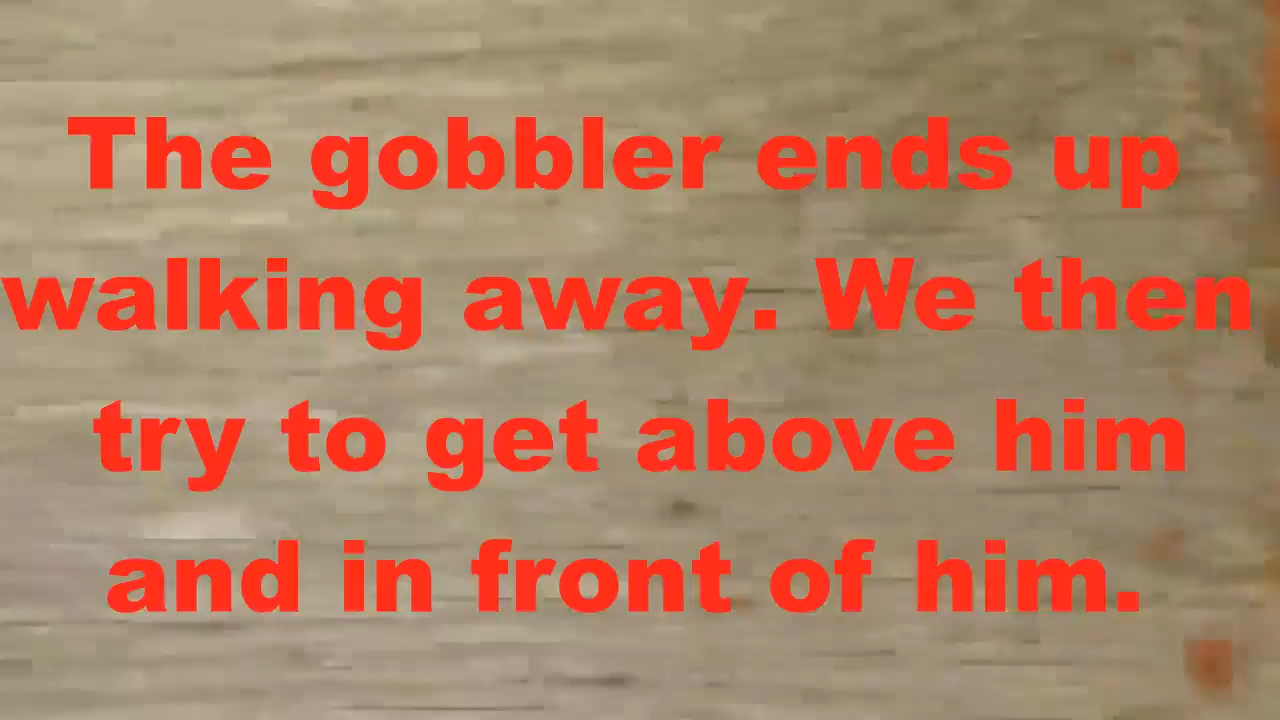 The gobbler ends up
walking away. We then
try to get above him
and in front of him.